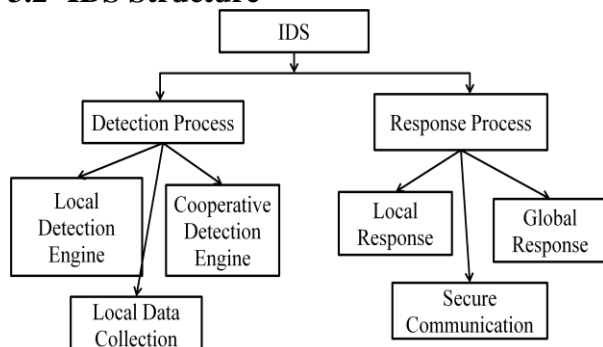 3.2 IDS Structure
IDS
Detection Process
Response Process
Local
Detection
Engine
Cooperative
Detection
Engine
Local Data
Collection
Local
Response
Global
Response
Secure
Communication